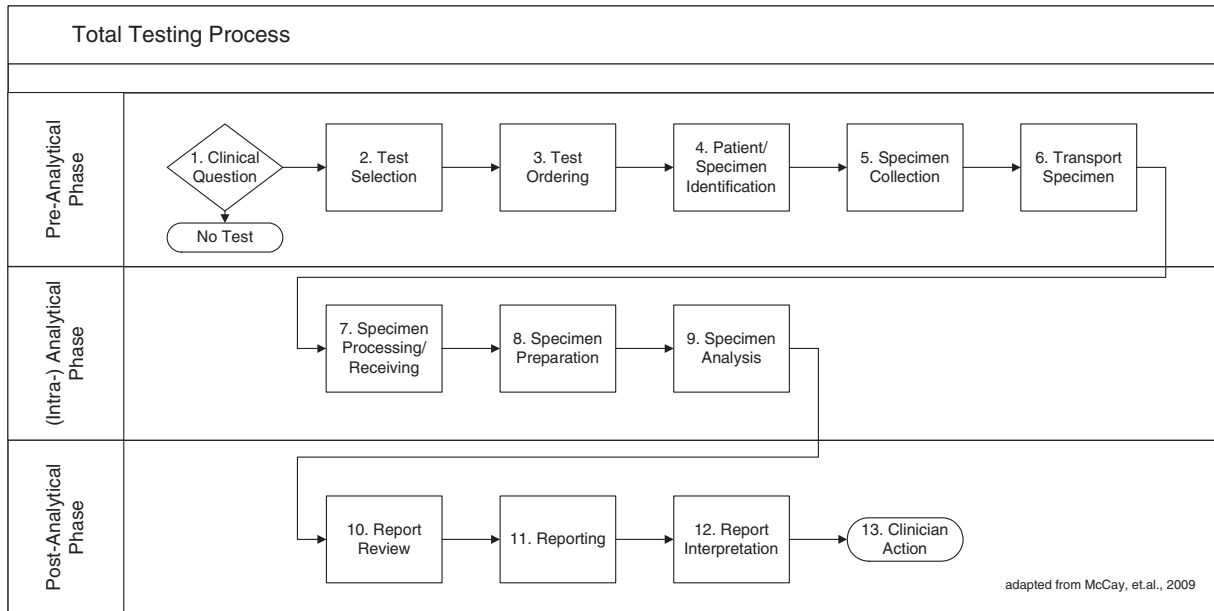 Total Testing Process
Pre-Analytical
Phase
1. Clinical
Question
No Test
2. Test
Selection
3. Test
Ordering
4. Patient/
Specimen
Identification
5. Specimen
Collection
6. Transport
Specimen
(Intra-) Analytical
Phase
7. Specimen
Processing/
Receiving
8. Specimen
Preparation
9. Specimen
Analysis
Post-Analytical
Phase
10. Report
Review
11. Reporting
12. Report
Interpretation
13. Clinician
Action
adapted from McCay, et.al., 2009